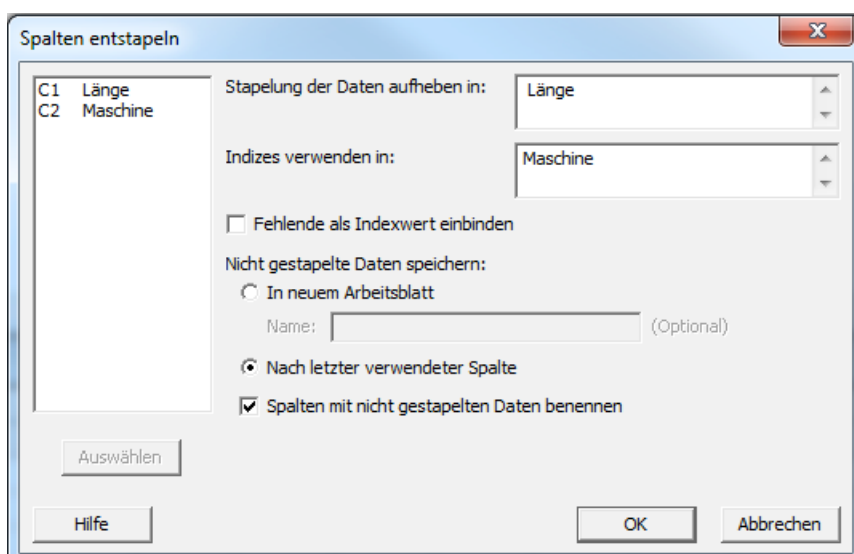 Spalten entstapeln
C1 Länge
C2 Maschine
Stapelung der Daten aufheben in:
Länge
Indizes verwenden in:
Maschine
Fehlende als Indexwert einbinden
Nicht gestapelte Daten speichern:
In neuem Arbeitsblatt
Name: (Optional)
Nach letzter verwendeter Spalte
Spalten mit nicht gestapelten Daten benennen
Auswählen
Hilfe OK Abbrechen